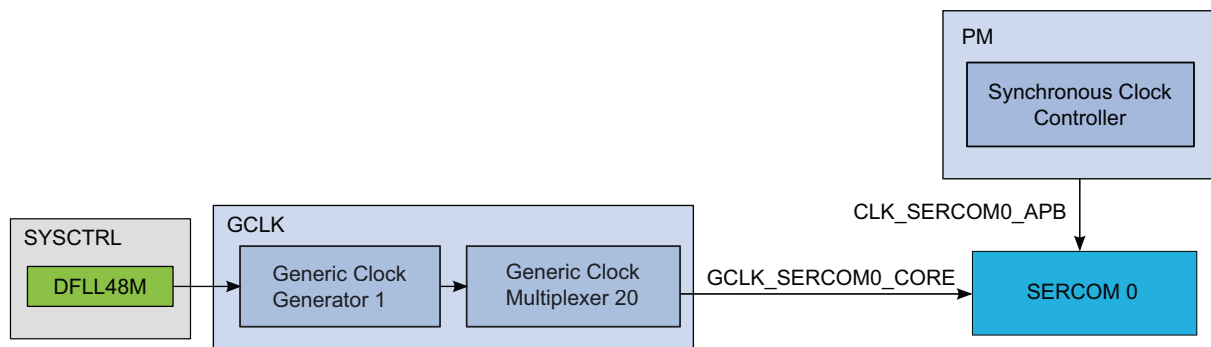 PM
Synchronous Clock
Controller
CLK_SERCOM0_APB
SYSCTRL
DFLL48M
GCLK
Generic Clock
Generator 1
Generic Clock
Multiplexer 20
GCLK_SERCOM0_CORE
SERCOM 0